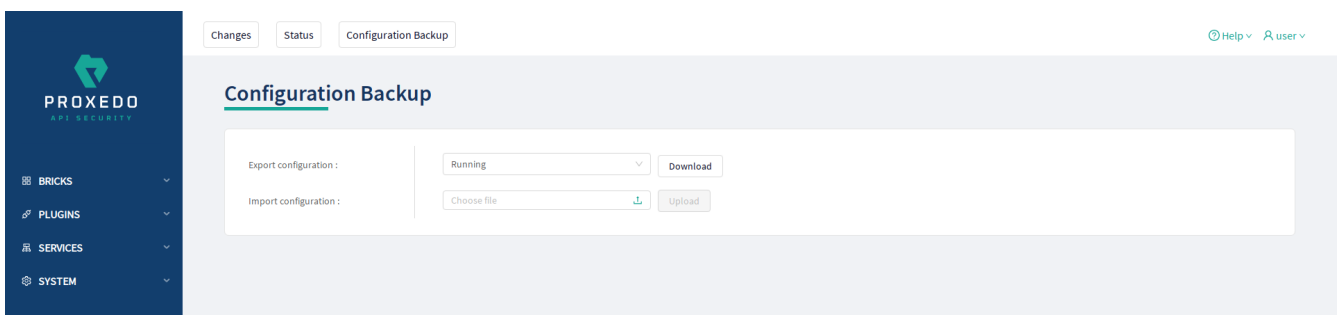 Changes Status Configuration Backup Help user
PROXEDO
API SECURITY
Configuration Backup
Export configuration : Running Download
Import configuration : Choose file Upload
BRICKS
PLUGINS
SERVICES
SYSTEM